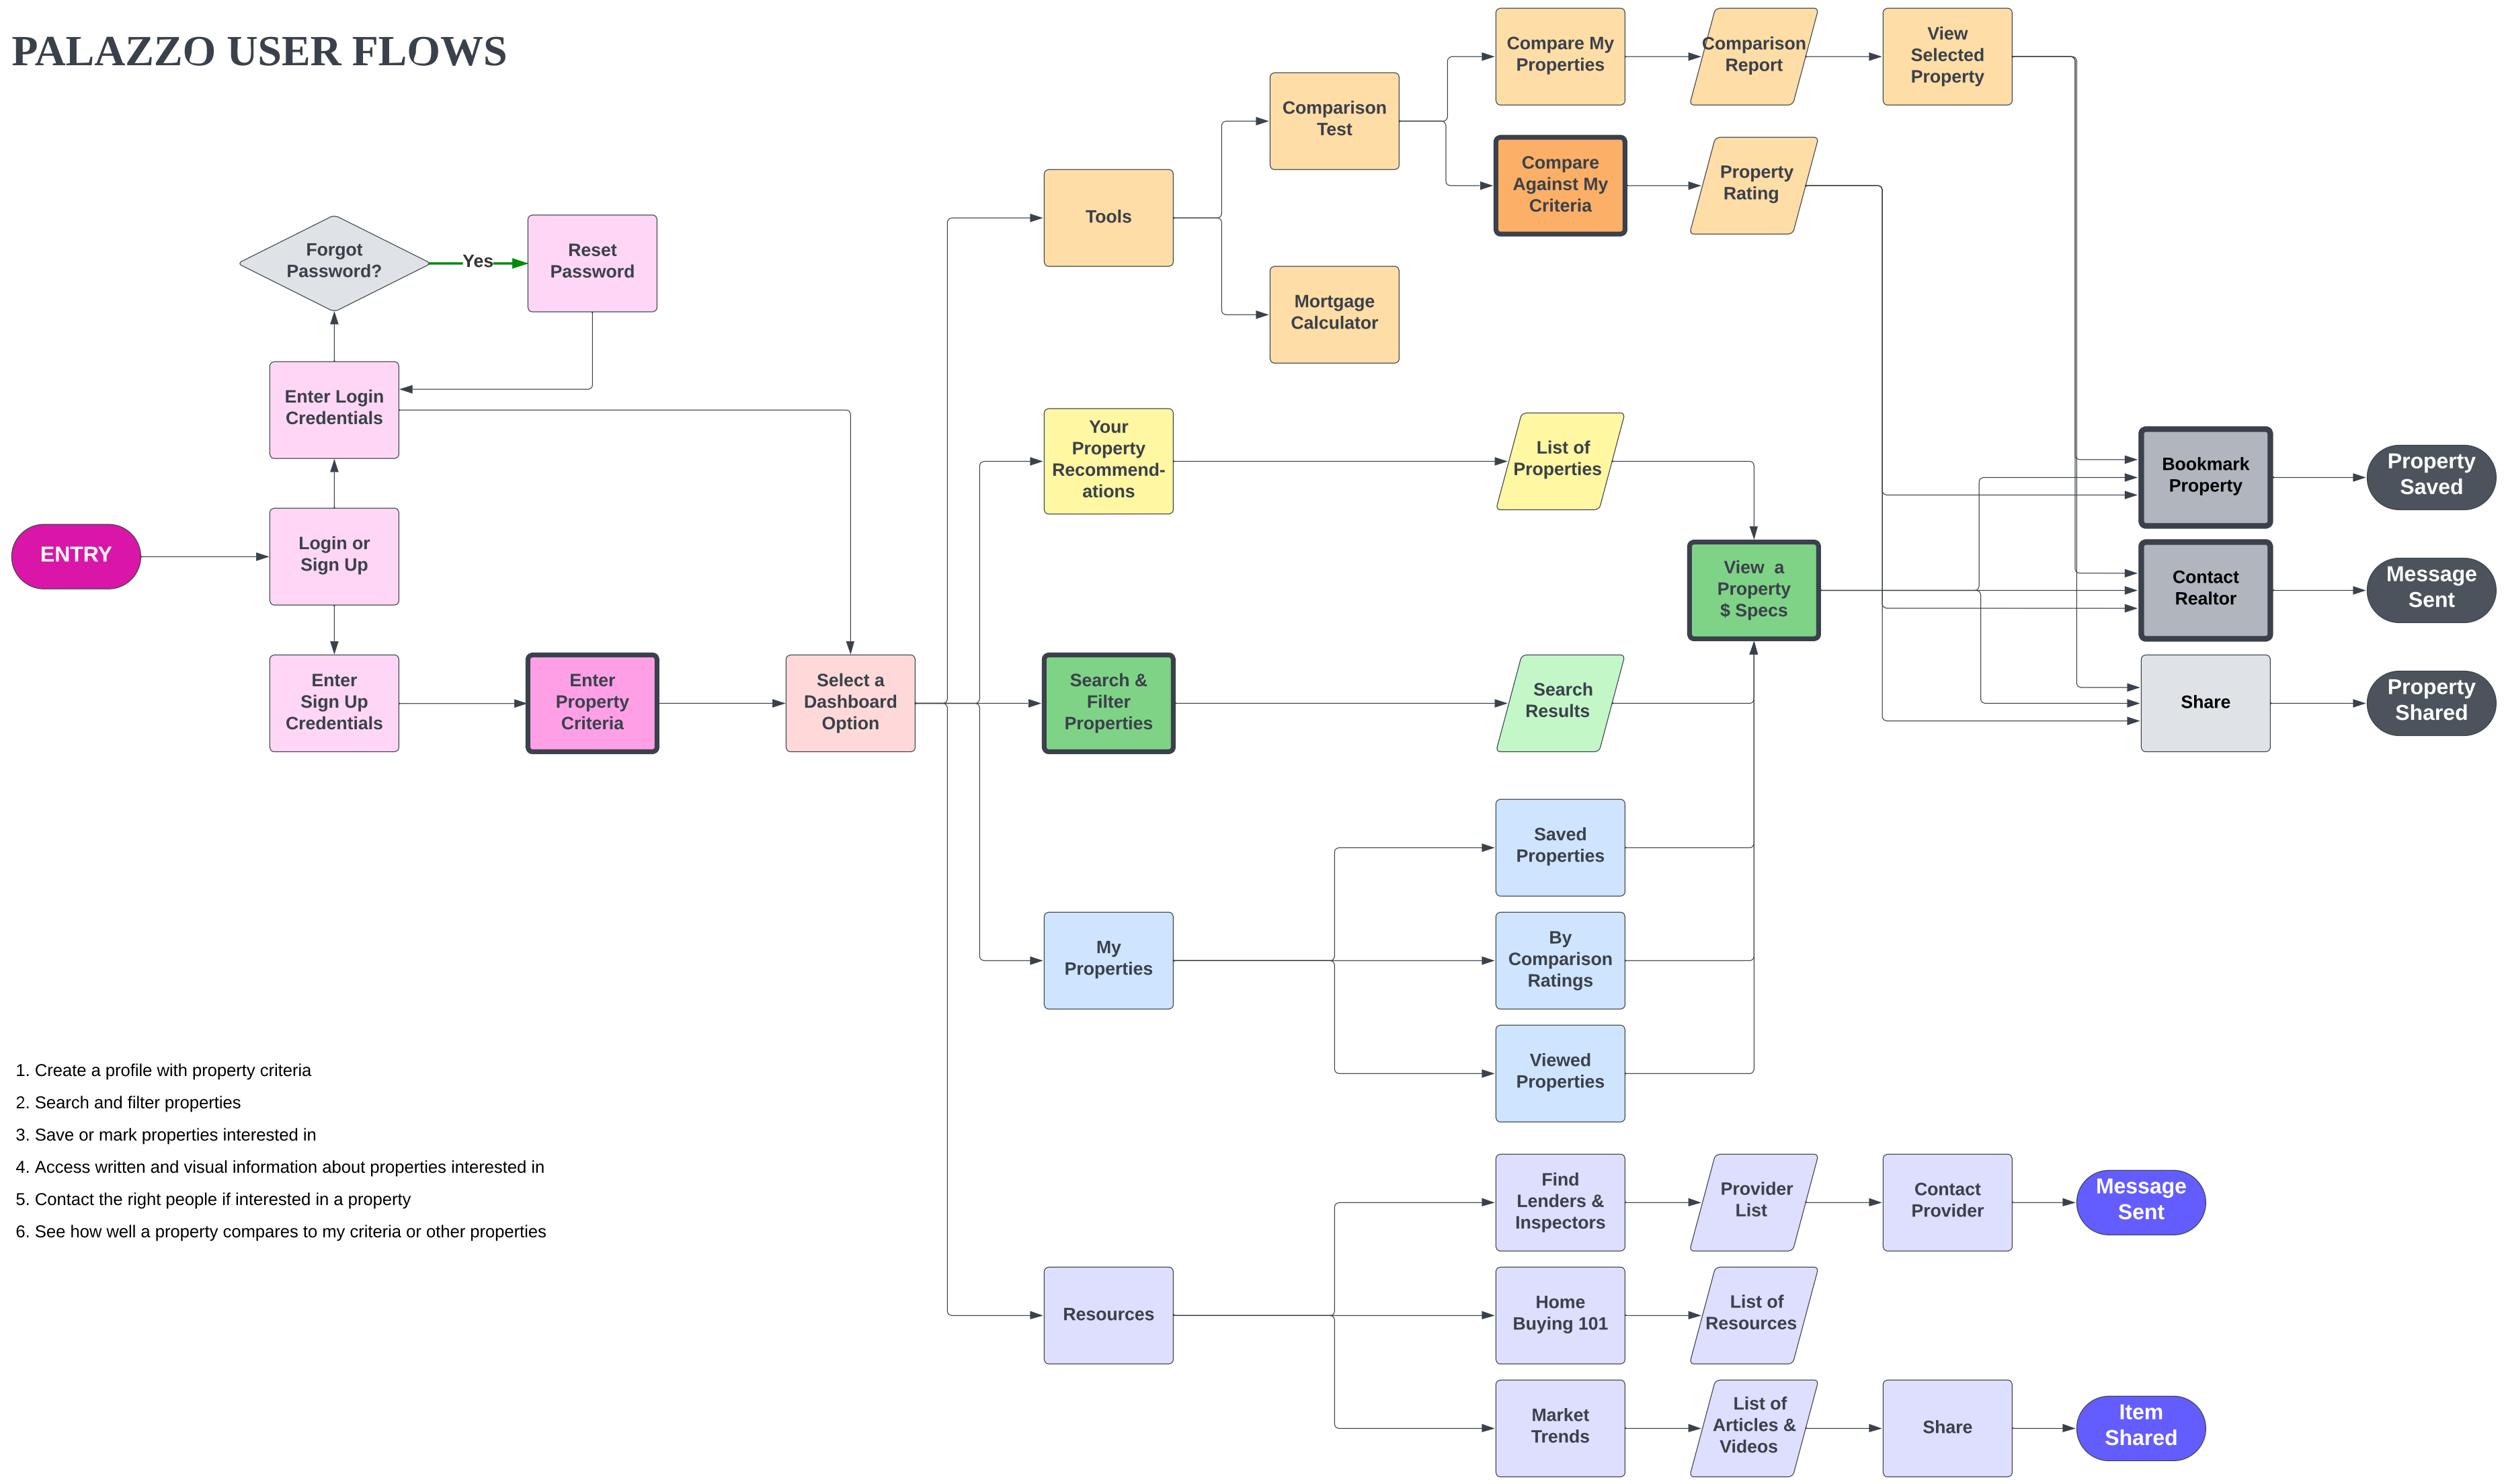 PALAZZO USER FLOWS
Compare My
Properties
Comparison
Report
View
Selected
Property
Comparison
Test
Compare
Against My
Criteria
Property
Rating
Tools
Mortgage
Calculator
Forgot
Password?
Yes
Reset
Password
Enter Login
Credentials
Login or
Sign Up
ENTRY
Enter
Sign Up
Credentials
Enter
Property
Criteria
Select a
Dashboard
Option
Your
Property
Recommend-
ations
List of
Properties
View a
Property
$ Specs
Search &
Filter
Properties
Search
Results
Bookmark
Property
Property
Saved
Contact
Realtor
Message
Sent
Share
Property
Shared
My
Properties
Saved
Properties
By
Comparison
Ratings
Viewed
Properties
1. Create a profile with property criteria
2. Search and filter properties
3. Save or mark properties interested in
4. Access written and visual information about properties interested in
5. Contact the right people if interested in a property
6. See how well a property compares to my criteria or other properties
Resources
Find
Lenders &
Inspectors
Provider
List
Contact
Provider
Message
Sent
Home
Buying 101
List of
Resources
Market
Trends
List of
Articles &
Videos
Share
Item
Shared